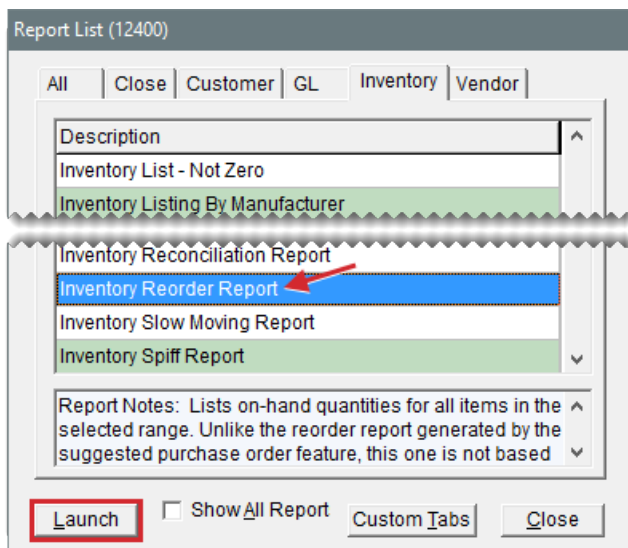 Report List (12400)
All Close Customer GL Inventory Vendor
Description
Inventory List - Not Zero
Inventory Listing By Manufacturer
Inventory Reconciliation Report
Inventory Reorder Report
Inventory Slow Moving Report
Inventory Spiff Report
Report Notes: Lists on-hand quantities for all items in the
selected range. Unlike the reorder report generated by the
suggested purchase order feature, this one is not based
Launch Show All Report Custom Tabs Close